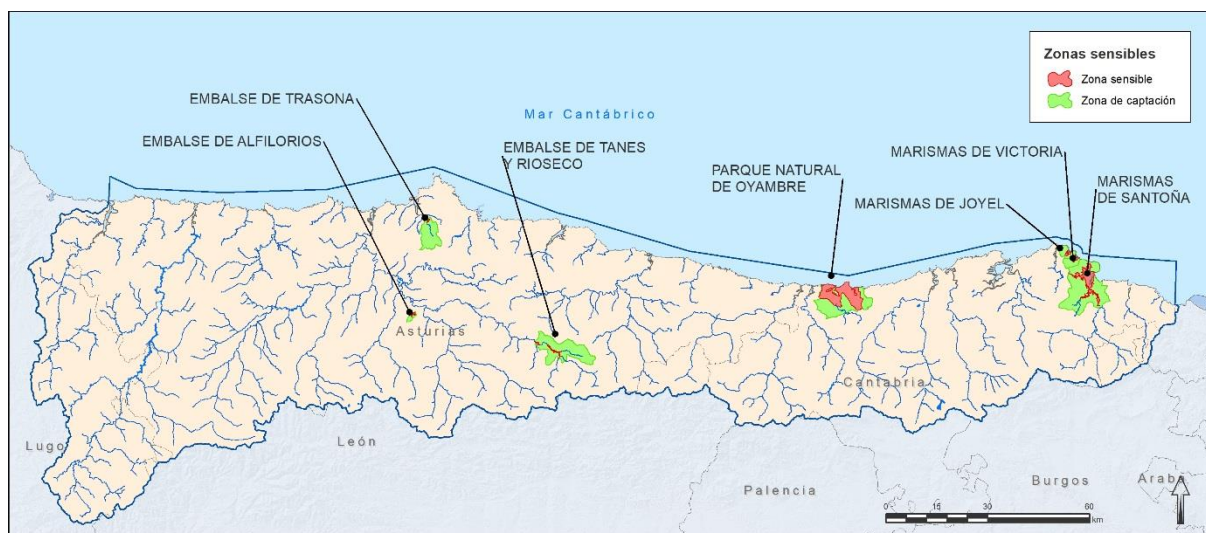 Zonas sensibles
Zona sensible
Zona de captación
EMBALSE DE TRASONA
Mar Cantábrico
EMBALSE DE ALFILORIOS
EMBALSE DE TANES
Y RIOSECO
PARQUE NATURAL
DE OYAMBRE
MARISMAS DE VICTORIA
MARISMAS
DE SANTOÑA
MARISMAS DE JOYEL
Asturias
Cantabria
Lugo
León
Palencia
Burgos
Araba
0 15 30 60
km